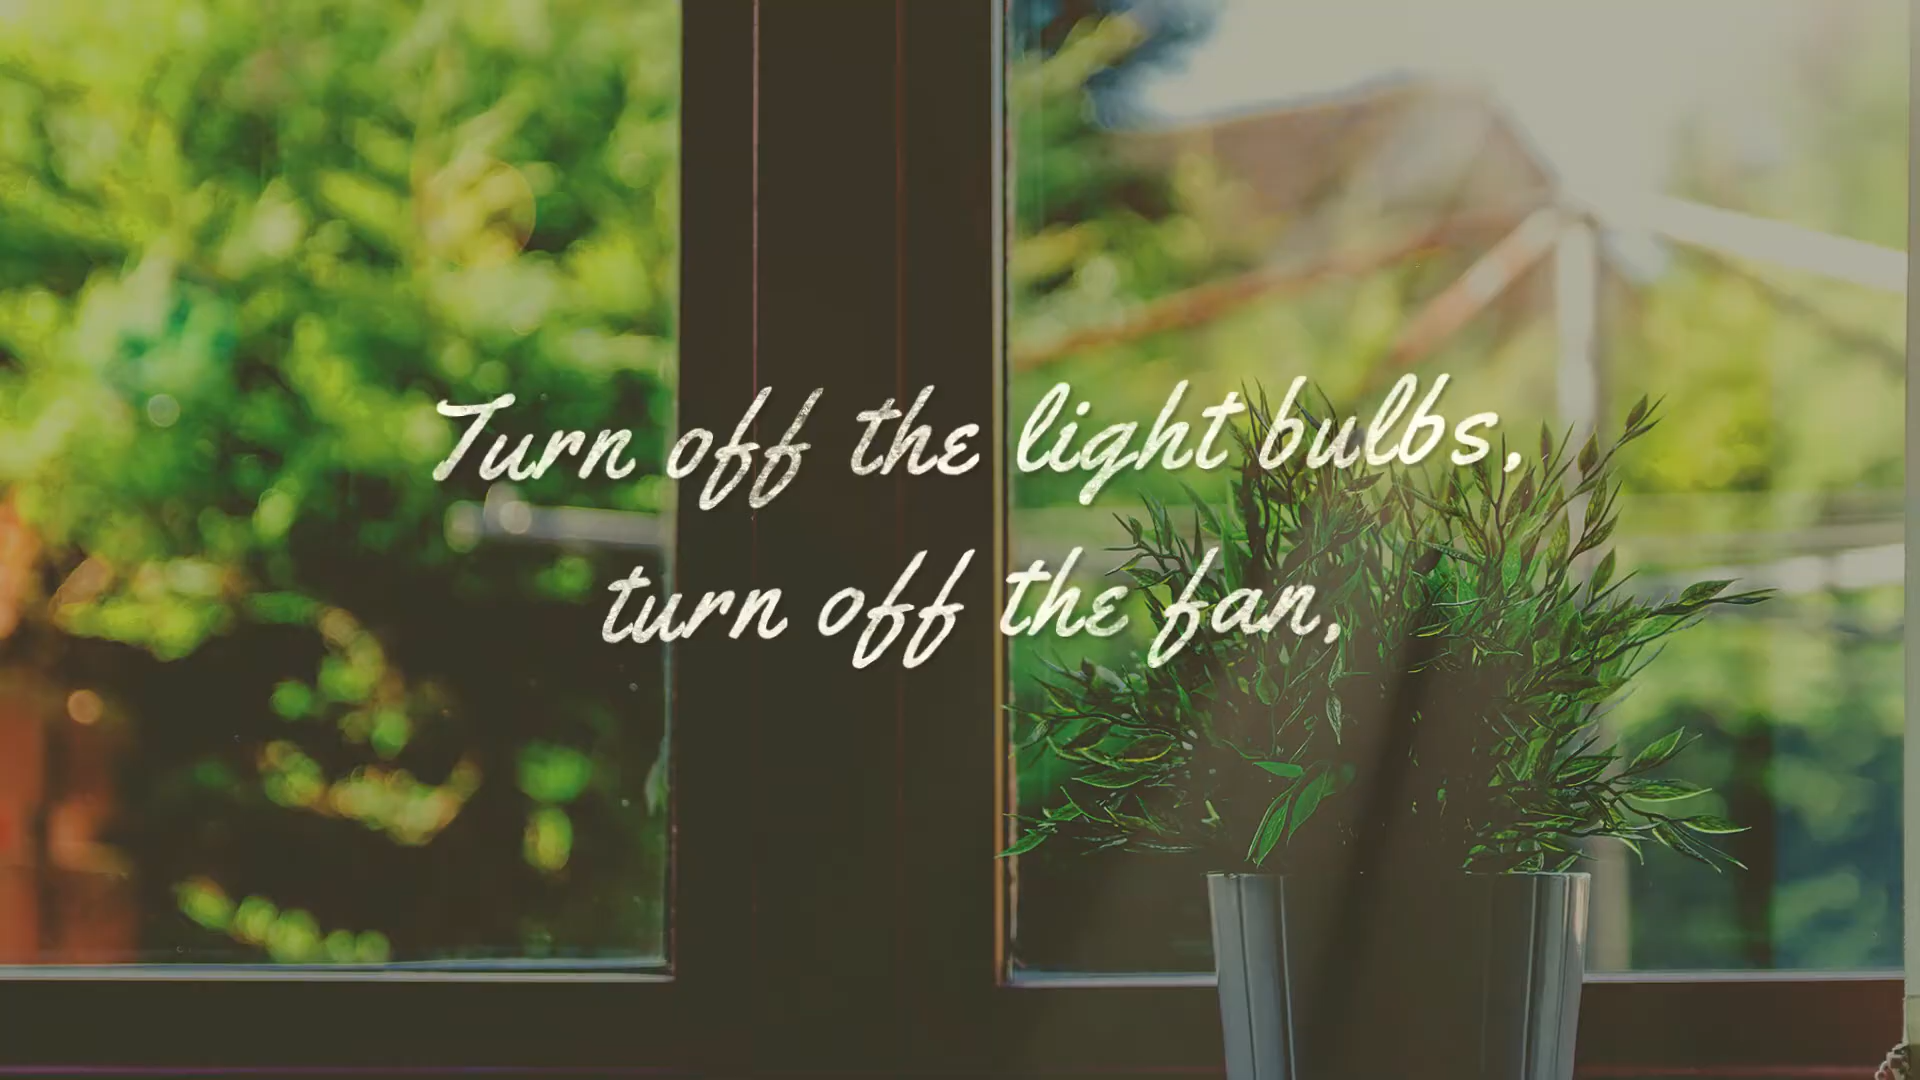 Turn off the light bulbs,
turn off the fan,